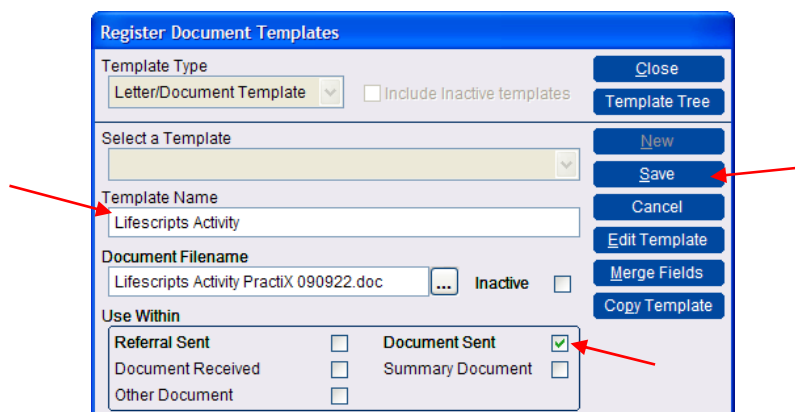 Register Document Templates
Template Type
Close
Letter/Document Template
Include Inactive templates
Template Tree
Select a Template
New
Save
Template Name
Cancel
Lifescripts Activity
Edit Template
Document Filename
Merge Fields
Lifescripts Activity PractiX 090922.doc ... Inactive
Copy Template
Use Within
Referral Sent Document Sent
Document Received Summary Document
Other Document